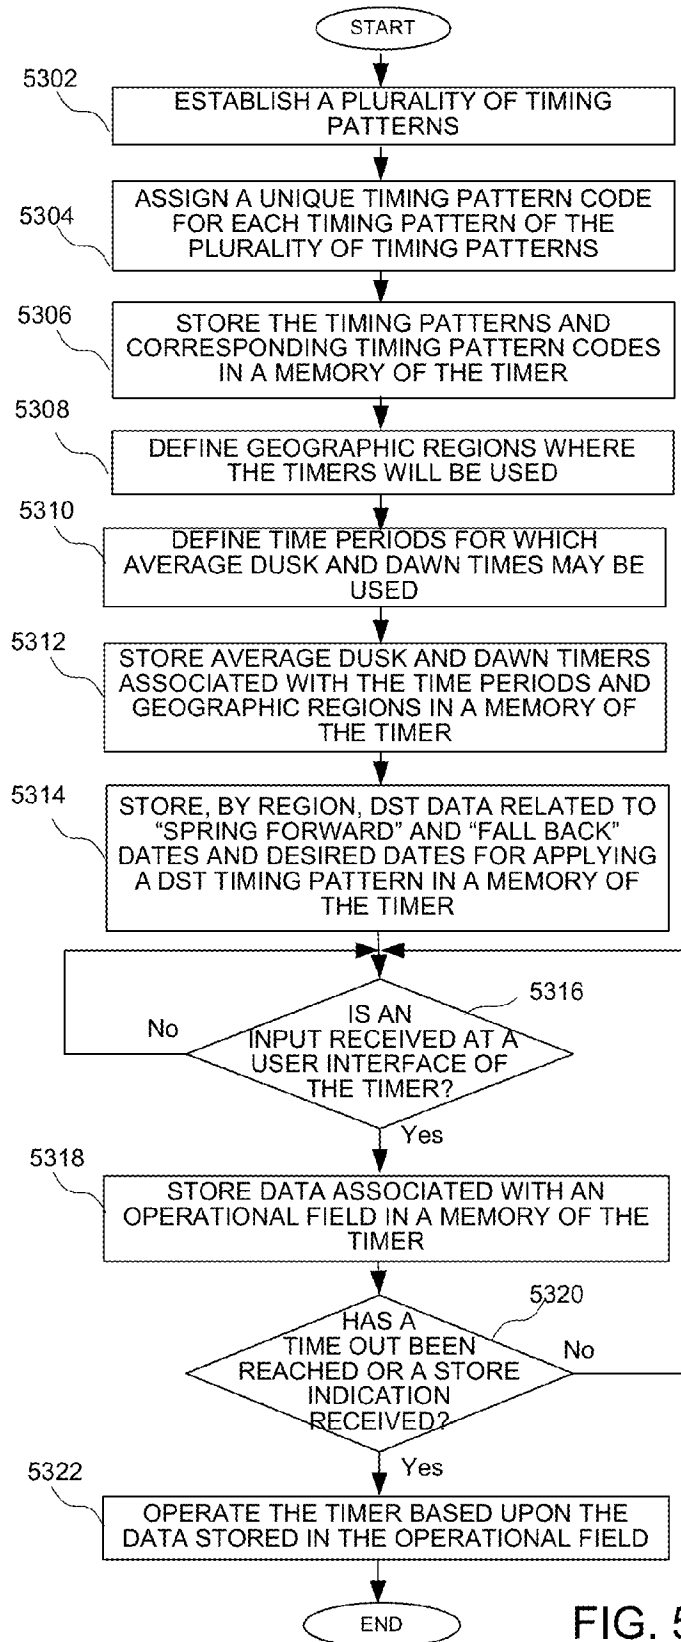 START
5302
ESTABLISH A PLURALITY OF TIMING
PATTERNS
5304
ASSIGN A UNIQUE TIMING PATTERN CODE
FOR EACH TIMING PATTERN OF THE
PLURALITY OF TIMING PATTERNS
5306
STORE THE TIMING PATTERNS AND
CORRESPONDING TIMING PATTERN CODES
IN A MEMORY OF THE TIMER
5308
DEFINE GEOGRAPHIC REGIONS WHERE
THE TIMERS WILL BE USED
5310
DEFINE TIME PERIODS FOR WHICH
AVERAGE DUSK AND DAWN TIMES MAY BE
USED
5312
STORE AVERAGE DUSK AND DAWN TIMERS
ASSOCIATED WITH THE TIME PERIODS AND
GEOGRAPHIC REGIONS IN A MEMORY OF
THE TIMER
5314
STORE, BY REGION, DST DATA RELATED TO
“SPRING FORWARD” AND “FALL BACK”
DATES AND DESIRED DATES FOR APPLYING
A DST TIMING PATTERN IN A MEMORY OF
THE TIMER
5316
IS AN
INPUT RECEIVED AT A
USER INTERFACE OF
THE TIMER?
No
Yes
5318
STORE DATA ASSOCIATED WITH AN
OPERATIONAL FIELD IN A MEMORY OF THE
TIMER
5320
HAS A
TIME OUT BEEN
REACHED OR A STORE
INDICATION
RECEIVED?
No
Yes
5322
OPERATE THE TIMER BASED UPON THE
DATA STORED IN THE OPERATIONAL FIELD
END
FIG. 5